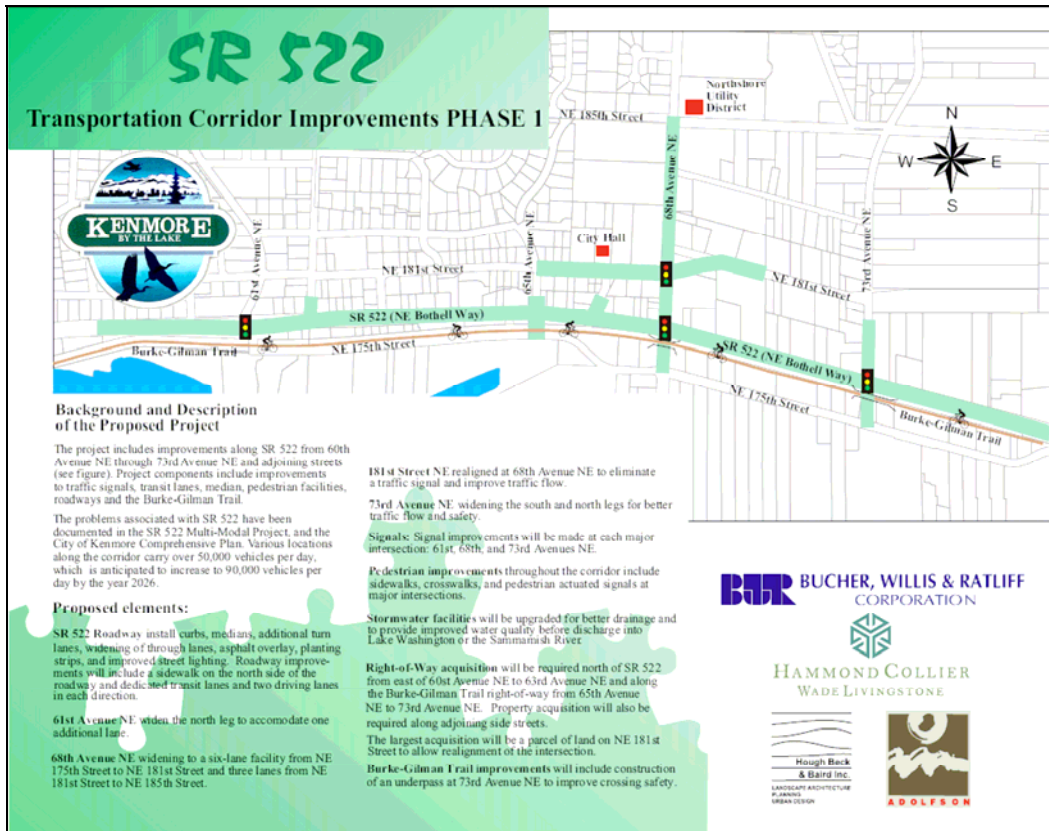 SR 522
Transportation Corridor Improvements PHASE 1
KENMORE
BY THE LAKE
Northshore
Utility
District
NE 185th Street
68th Avenue NE
N
W
E
S
61st Avenue NE
65th Avenue NE
City Hall
73rd Avenue NE
NE 181st Street
NE 181st Street
SR 522 (NE Bothell Way)
SR 522 (NE Bothell Way)
Burke-Gilman Trail
NE 175th Street
NE 175th Street
Burke-Gilman Trail
Background and Description
of the Proposed Project
The project includes improvements along SR 522 from 60th
Avenue NE through 73rd Avenue NE and adjoining streets
(see figure). Project components include improvements
to traffic signals, transit lanes, median, pedestrian facilities,
roadways and the Burke-Gilman Trail.
The problems associated with SR 522 have been
documented in the SR 522 Multi-Modal Project, and the
City of Kenmore Comprehensive Plan. Various locations
along the corridor carry over 50,000 vehicles per day,
which is anticipated to increase to 90,000 vehicles per
day by the year 2026.
Proposed elements:
SR 522 Roadway install curbs, medians, additional turn
lanes, widening of through lanes, asphalt overlay, planting
strips, and improved street lighting. Roadway improve-
ments will include a sidewalk on the north side of the
roadway and dedicated transit lanes and two driving lanes
in each direction.
61st Avenue NE widen the north leg to accomodate one
additional lane.
68th Avenue NE widening to a six-lane facility from NE
175th Street to NE 181st Street and three lanes from NE
181st Street to NE 185th Street.
181st Street NE realigned at 68th Avenue NE to eliminate
a traffic signal and improve traffic flow.
73rd Avenue NE widening the south and north legs for better
traffic flow and safety.
Signals: Signal improvements will be made at each major
intersection: 61st, 68th, and 73rd Avenues NE.
Pedestrian improvements throughout the corridor include
sidewalks, crosswalks, and pedestrian actuated signals at
major intersections.
Stormwater facilities will be upgraded for better drainage and
to provide improved water quality before discharge into
Lake Washington or the Sammamish River.
Right-of-Way acquisition will be required north of SR 522
from east of 60ast Avenue NE to 63rd Avenue NE and along
the Burke-Gilman Trail right-of-way from 65th Avenue
NE to 73rd Avenue NE. Property acquisition will also be
required along adjoining side streets.
The largest acquisition will be a parcel of land on NE 181st
Street to allow realignment of the intersection.
Burke-Gilman Trail improvements will include construction
of an underpass at 73rd Avenue NE to improve crossing safety.
BWR BUCHER, WILLIS & RATLIFF
CORPORATION
HAMMOND COLLIER
WADE LIVINGSTONE
Hough Beck
& Baird Inc.
LANDSCAPE ARCHITECTURE
PLANNING
URBAN DESIGN
ADOLFSON